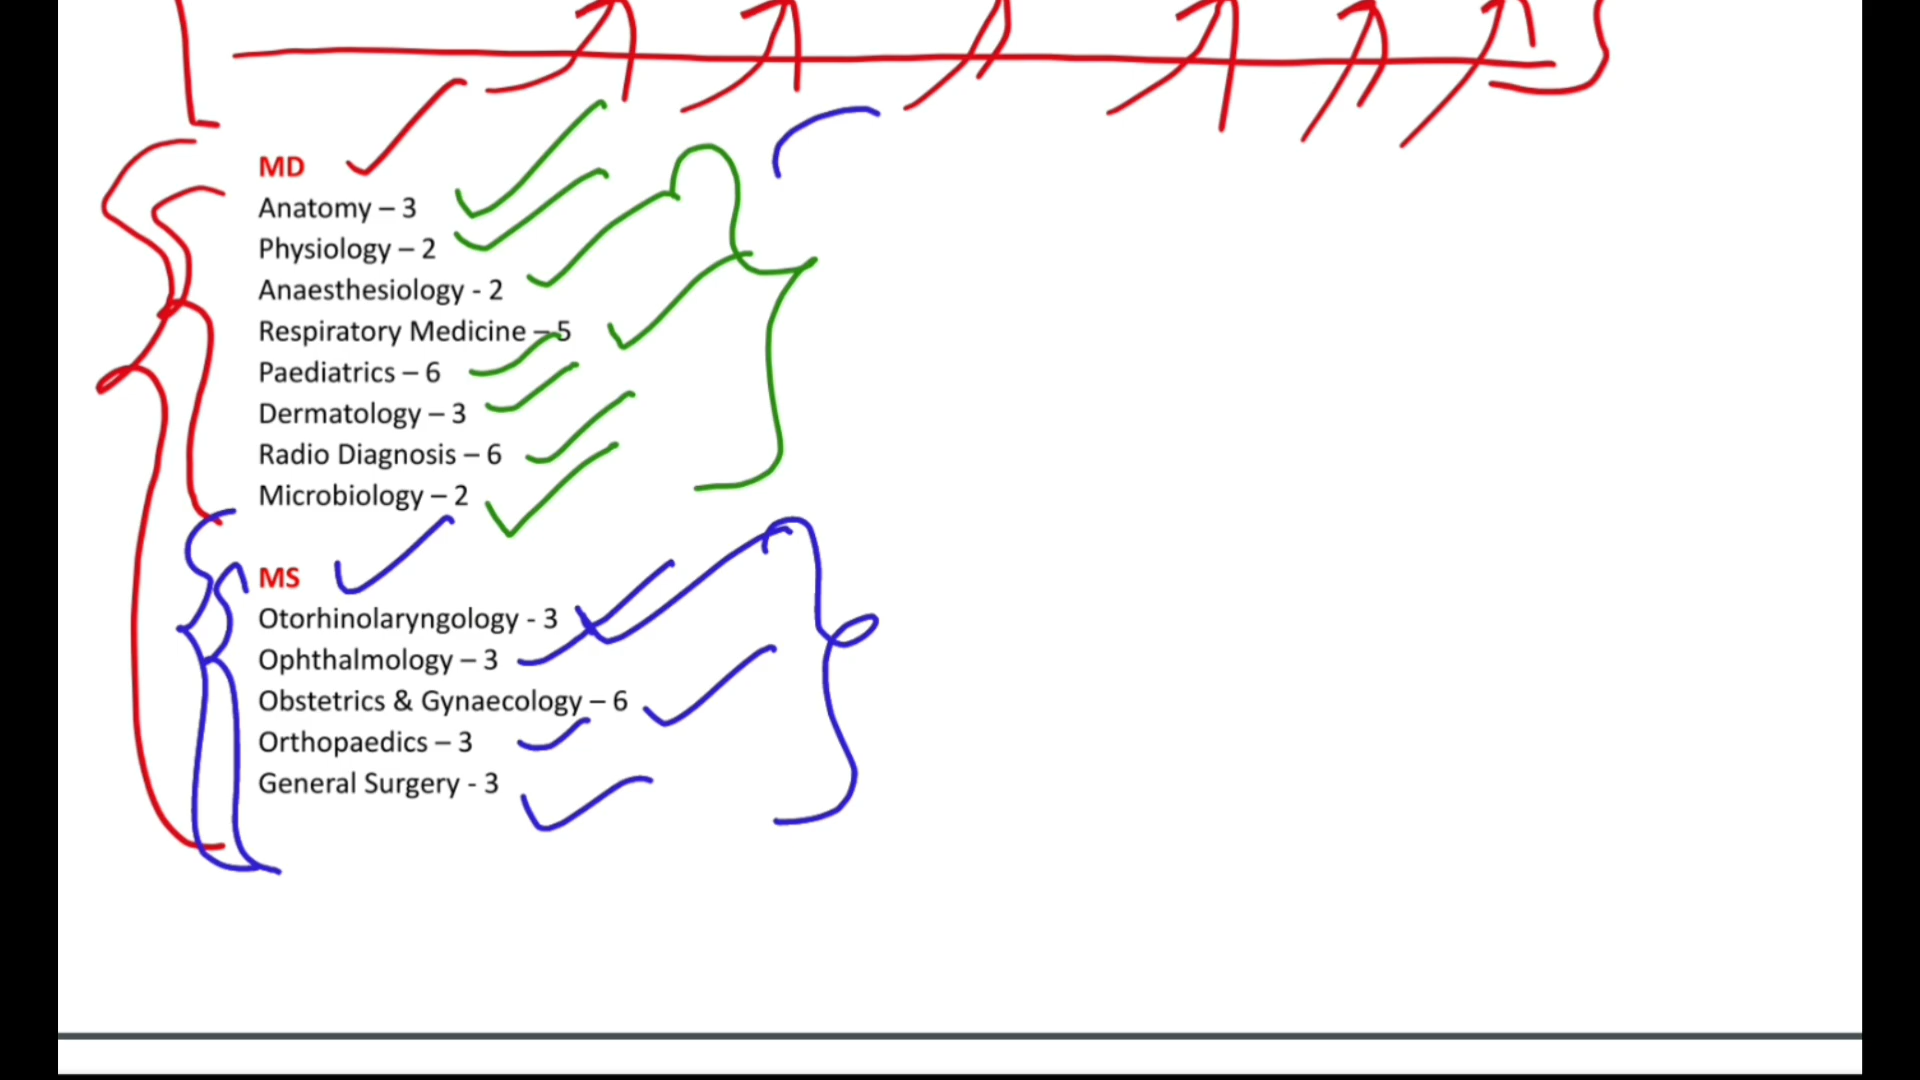 MD
Anatomy – 3
Physiology – 2
Anaesthesiology - 2
Respiratory Medicine – 5
Paediatrics – 6
Dermatology – 3
Radio Diagnosis – 6
Microbiology – 2
MS
Otorhinolaryngology - 3
Ophthalmology – 3
Obstetrics & Gynaecology – 6
Orthopaedics – 3
General Surgery - 3